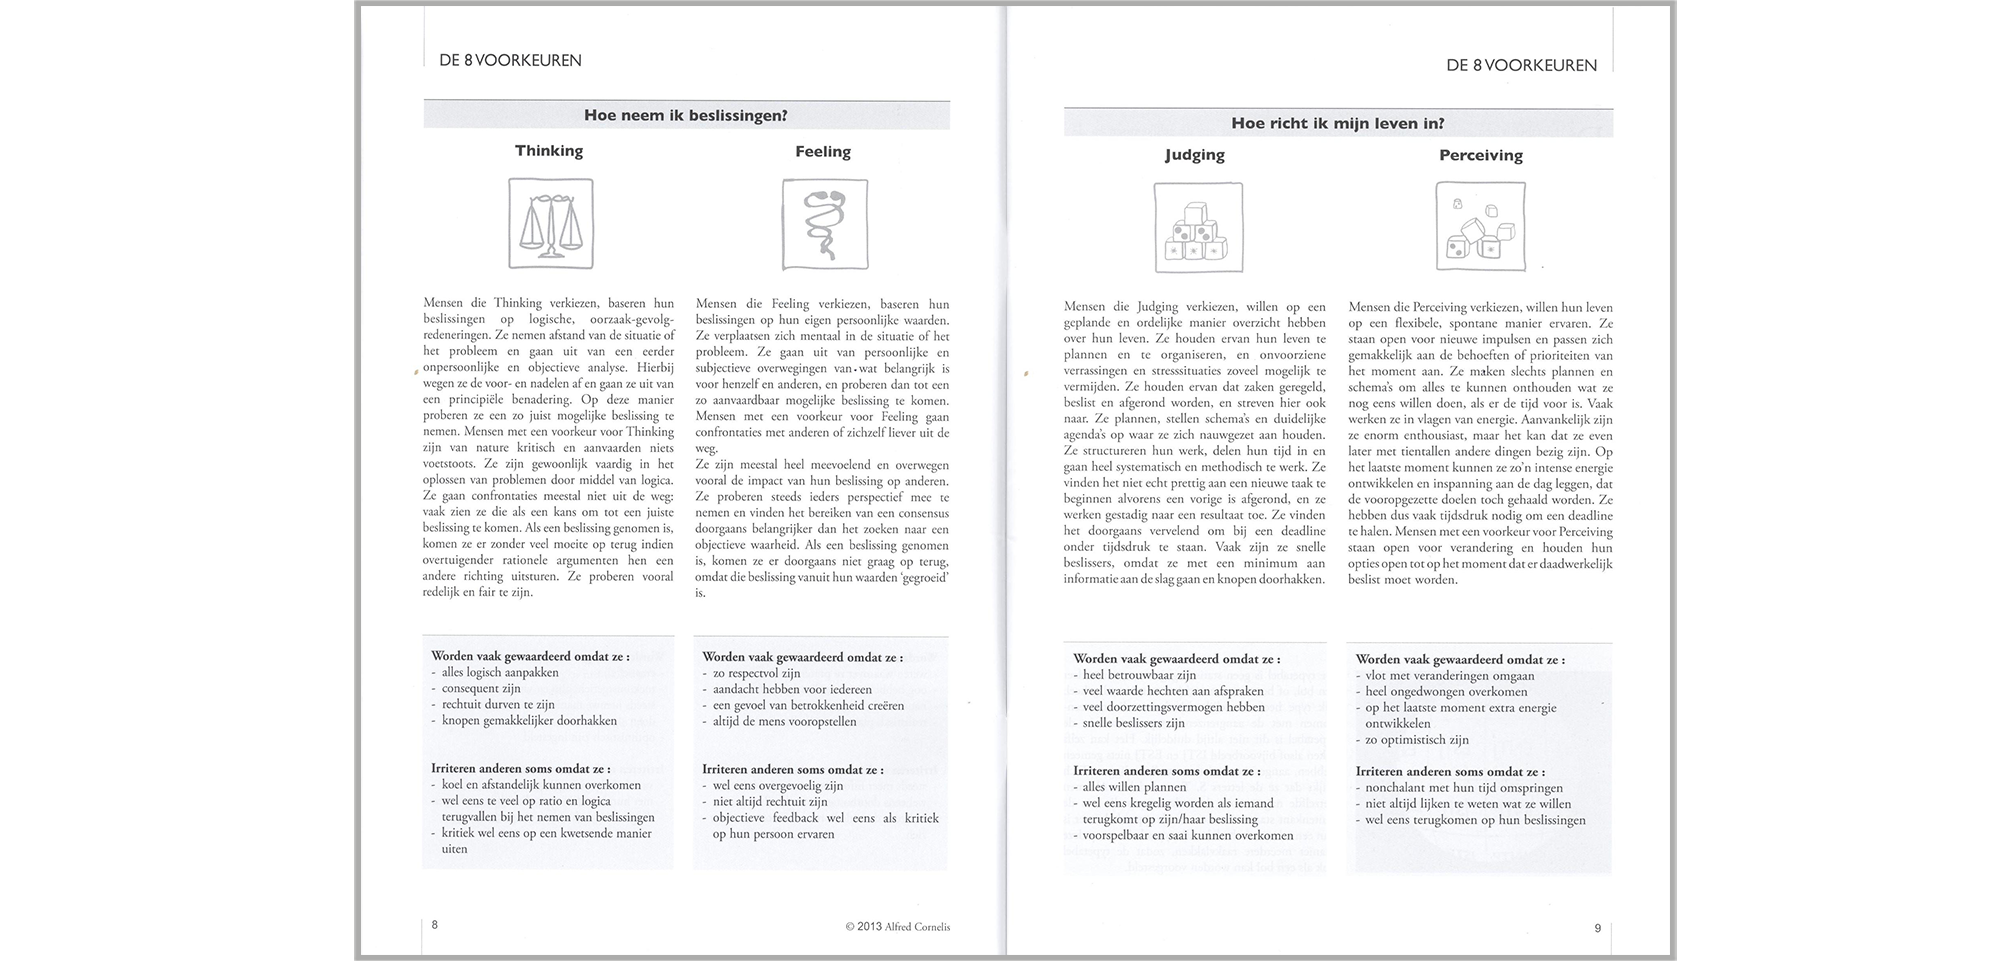 DE 8 VOORKEUREN
Hoe neem ik beslissingen?
Thinking
Mensen die Thinking verkiezen, baseren hun
beslissingen op logische, oorzaak-gevolg-
redeneringen. Ze nemen afstand van de situatie of
het probleem en gaan uit van een eerder
onpersoonlijke en objectieve analyse. Hierbij
wegen ze de voor- en nadelen af en gaan ze uit van
een principiële benadering. Op deze manier
proberen ze een zo juist mogelijke beslissing te
nemen. Mensen met een voorkeur voor Thinking
zijn van nature kritisch en aanvaarden niets
voetstoots. Ze zijn gewoonlijk vaardig in het
oplossen van problemen door middel van logica.
Ze gaan confrontaties meestal niet uit de weg:
vaak zien ze die als een kans om tot een juiste
beslissing te komen. Als een beslissing genomen is,
komen ze er zonder veel moeite op terug indien
overtuigender rationele argumenten hen een
andere richting uitsturen. Ze proberen vooral
redelijk en fair te zijn.
Worden vaak gewaardeerd omdat ze :
- alles logisch aanpakken
- consequent zijn
- rechtuit durven te zijn
- knopen gemakkelijker doorhakken
Irriteren anderen soms omdat ze :
- koel en afstandelijk kunnen overkomen
- wel eens te veel op ratio en logica
terugvallen bij het nemen van beslissingen
- kritiek wel eens op een kwetsende manier
uiten
Feeling
Mensen die Feeling verkiezen, baseren hun
beslissingen op hun eigen persoonlijke waarden.
Ze verplaatsen zich mentaal in de situatie of het
probleem. Ze gaan uit van persoonlijke en
subjectieve overwegingen van wat belangrijk is
voor henzelf en anderen, en proberen dan tot een
zo aanvaardbaar mogelijke beslissing te komen.
Mensen met een voorkeur voor Feeling gaan
confrontaties met anderen of zichzelf liever uit de
weg.
Ze zijn meestal heel meevoelend en overwegen
vooral de impact van hun beslissing op anderen.
Ze proberen steeds ieders perspectief mee te
nemen en vinden het bereiken van een consensus
doorgaans belangrijker dan het zoeken naar een
objectieve waarheid. Als een beslissing genomen
is, komen ze er doorgaans niet graag op terug,
omdat die beslissing vanuit hun waarden ‘gegroeid’
is.
Worden vaak gewaardeerd omdat ze :
- zo respectvol zijn
- aandacht hebben voor iedereen
- een gevoel van betrokkenheid creëren
- altijd de mens vooropstellen
Irriteren anderen soms omdat ze :
- wel eens overgevoelig zijn
- niet altijd rechtuit zijn
- objectieve feedback wel eens als kritiek
op hun persoon ervaren
8
© 2013 Alfred Cornelis
DE 8 VOORKEUREN
Hoe richt ik mijn leven in?
Judging
Mensen die Judging verkiezen, willen op een
geplande en ordelijke manier overzicht hebben
over hun leven. Ze houden ervan hun leven te
plannen en te organiseren, en onvoorziene
verrassingen en stresssituaties zoveel mogelijk te
vermijden. Ze houden ervan dat zaken geregeld,
beslist en afgerond worden, en streven hier ook
naar. Ze plannen, stellen schema's en duidelijke
agenda's op waar ze zich nauwgezet aan houden.
Ze structureren hun werk, delen hun tijd in en
gaan heel systematisch en methodisch te werk. Ze
vinden het niet echt prettig aan een nieuwe taak te
beginnen alvorens een vorige is afgerond, en ze
werken gestadig naar een resultaat toe. Ze vinden
het doorgaans vervelend om bij een deadline
onder tijdsdruk te staan. Vaak zijn ze snelle
beslissers, omdat ze met een minimum aan
informatie aan de slag gaan en knopen doorhakken.
Worden vaak gewaardeerd omdat ze :
- heel betrouwbaar zijn
- veel waarde hechten aan afspraken
- veel doorzettingsvermogen hebben
- snelle beslissers zijn
Irriteren anderen soms omdat ze :
- alles willen plannen
- wel eens kregelig worden als iemand
terugkomt op zijn/haar beslissing
- voorspelbaar en saai kunnen overkomen
Perceiving
Mensen die Perceiving verkiezen, willen hun leven
op een flexibele, spontane manier ervaren. Ze
staan open voor nieuwe impulsen en passen zich
gemakkelijk aan de behoeften of prioriteiten van
het moment aan. Ze maken slechts plannen en
schema's om alles te kunnen onthouden wat ze
nog eens willen doen, als er de tijd voor is. Vaak
werken ze in vlagen van energie. Aanvankelijk zijn
ze enorm enthousiast, maar het kan dat ze even
later met tientallen andere dingen bezig zijn. Op
het laatste moment kunnen ze zo'n intense energie
ontwikkelen en inspanning aan de dag leggen, dat
de vooropgezette doelen toch gehaald worden. Ze
hebben dus vaak tijdsdruk nodig om een deadline
te halen. Mensen met een voorkeur voor Perceiving
staan open voor verandering en houden hun
opties open tot op het moment dat er daadwerkelijk
beslist moet worden.
Worden vaak gewaardeerd omdat ze :
- vlot met veranderingen omgaan
- heel ongedwongen overkomen
- op het laatste moment extra energie
ontwikkelen
- zo optimistisch zijn
Irriteren anderen soms omdat ze :
- nonchalant met hun tijd omspringen
- niet altijd lijken te weten wat ze willen
- wel eens terugkomen op hun beslissingen
9